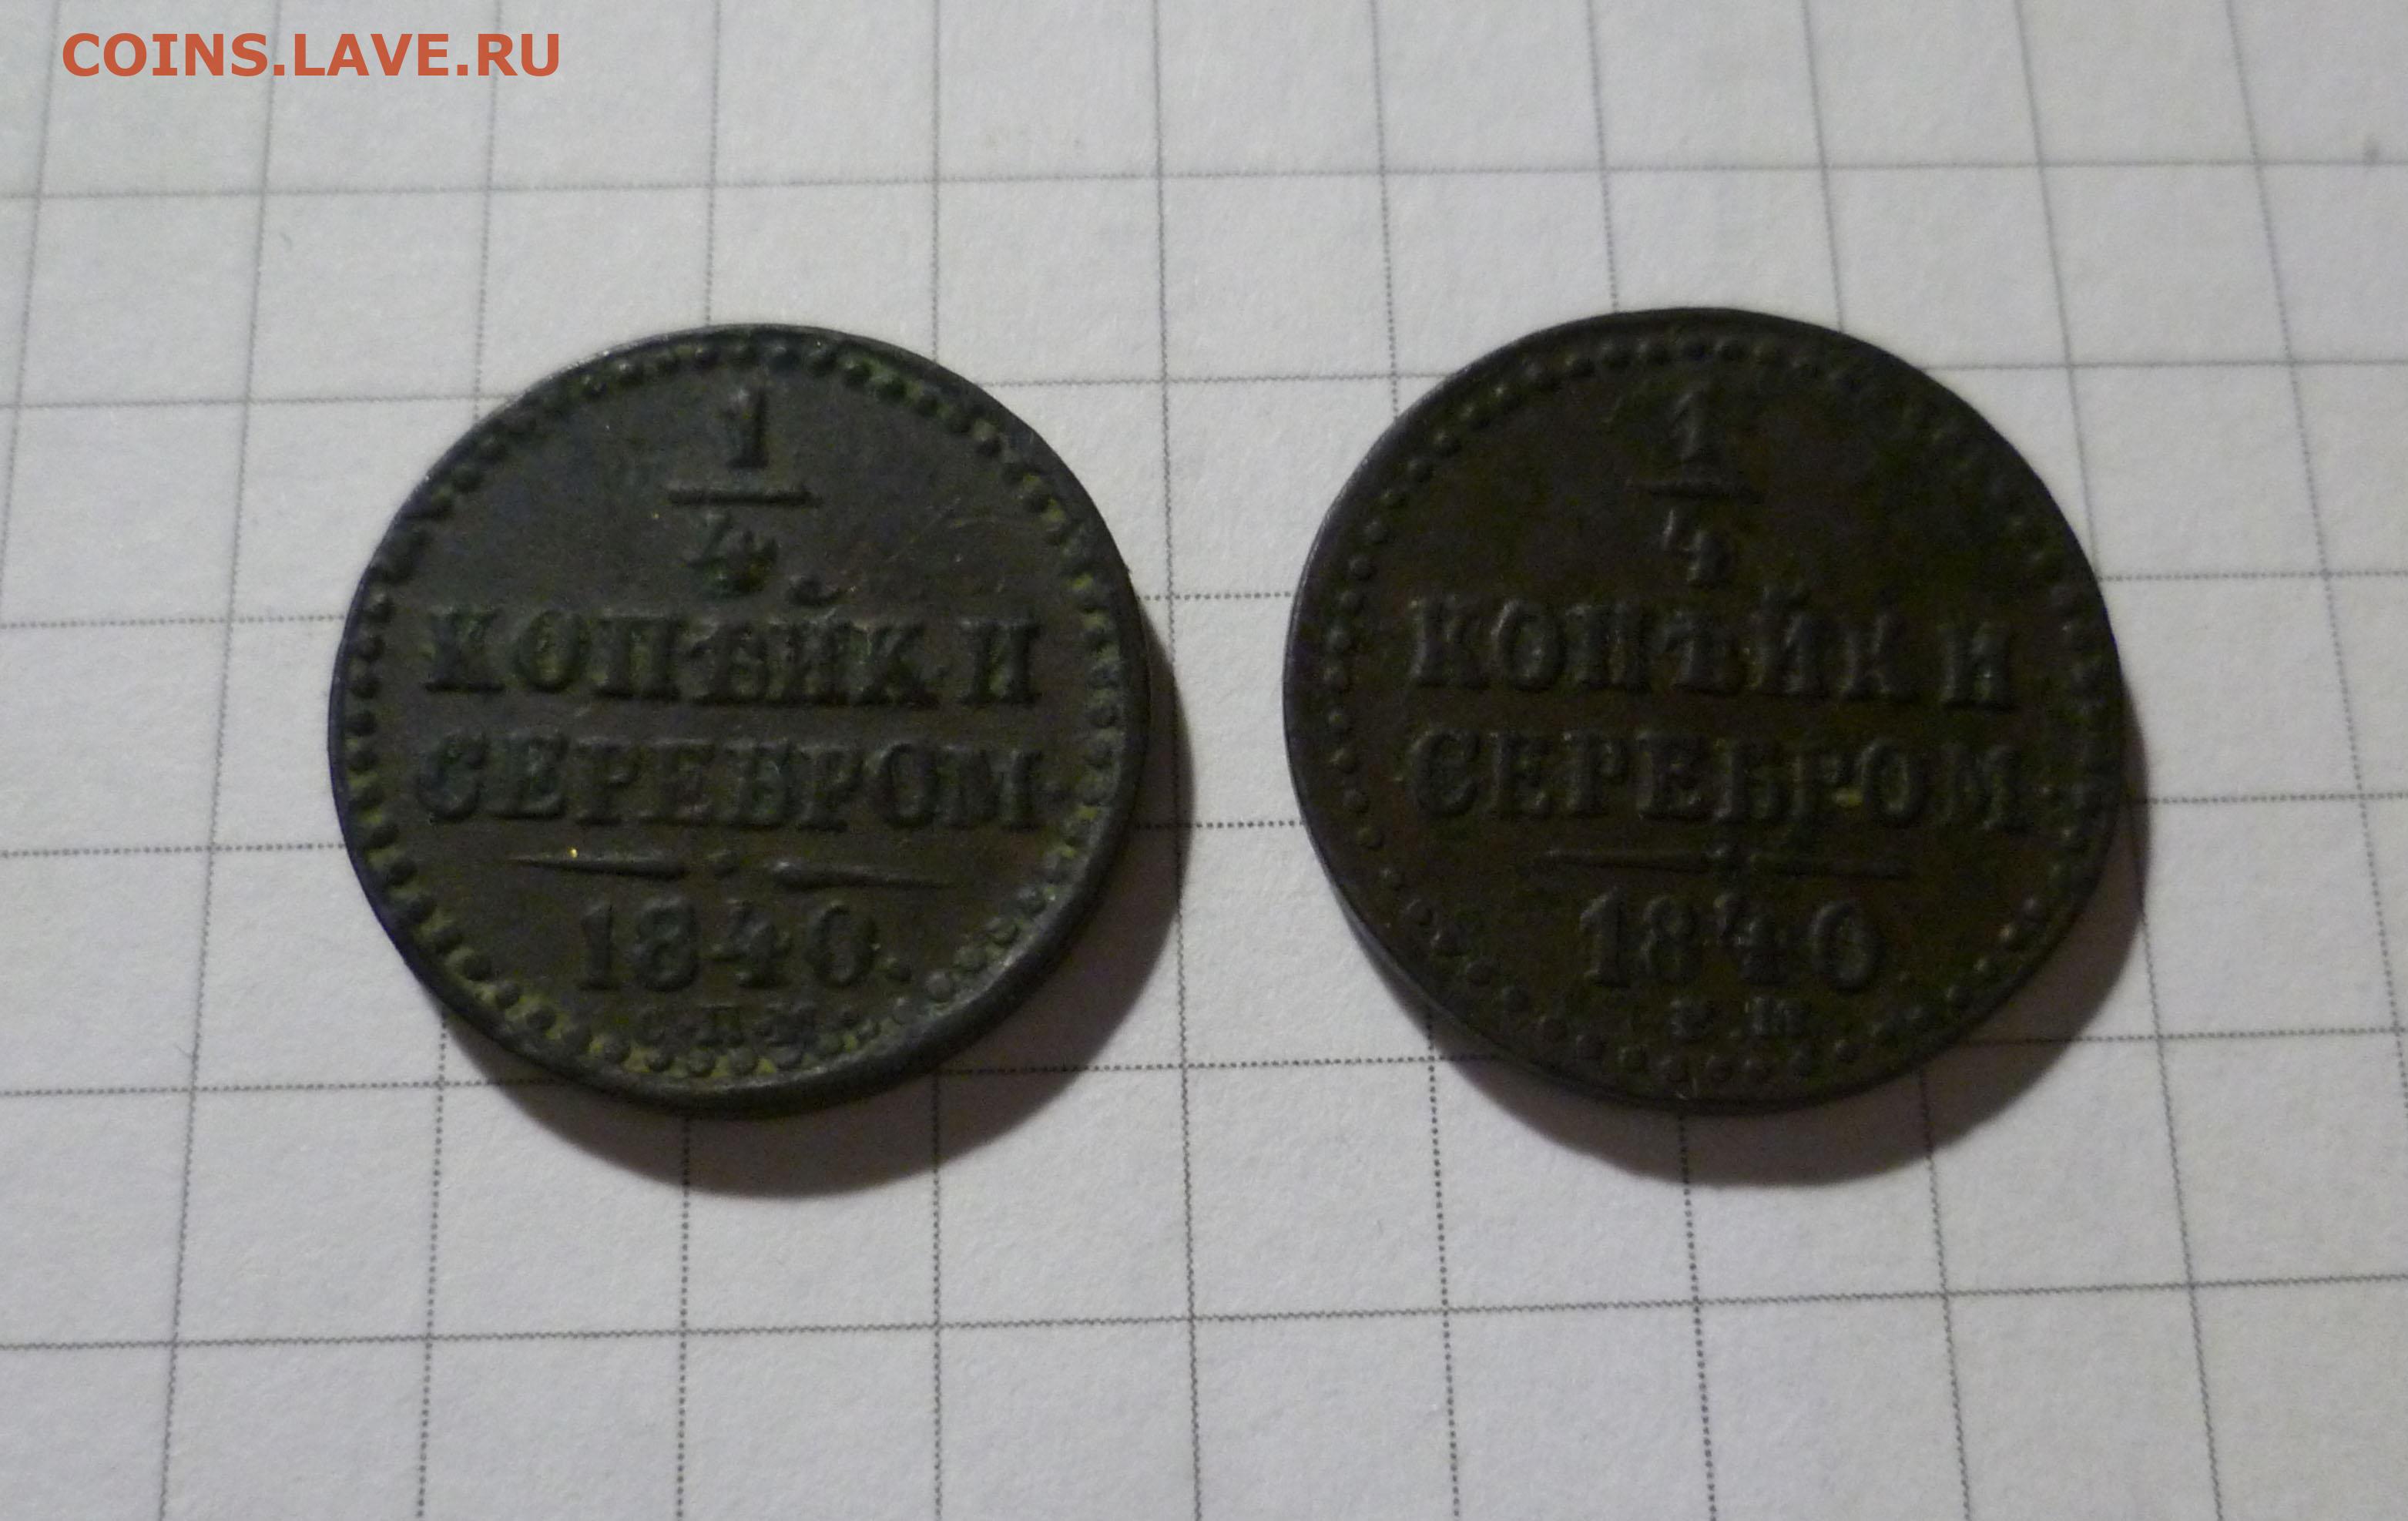 COINS.LAVE.RU
1
4
КОПѢЙКИ
СЕРЕБРОМ.
1840.
С.П.М.
1
4
КОПѢЙКИ
СЕРЕБРОМ.
1840